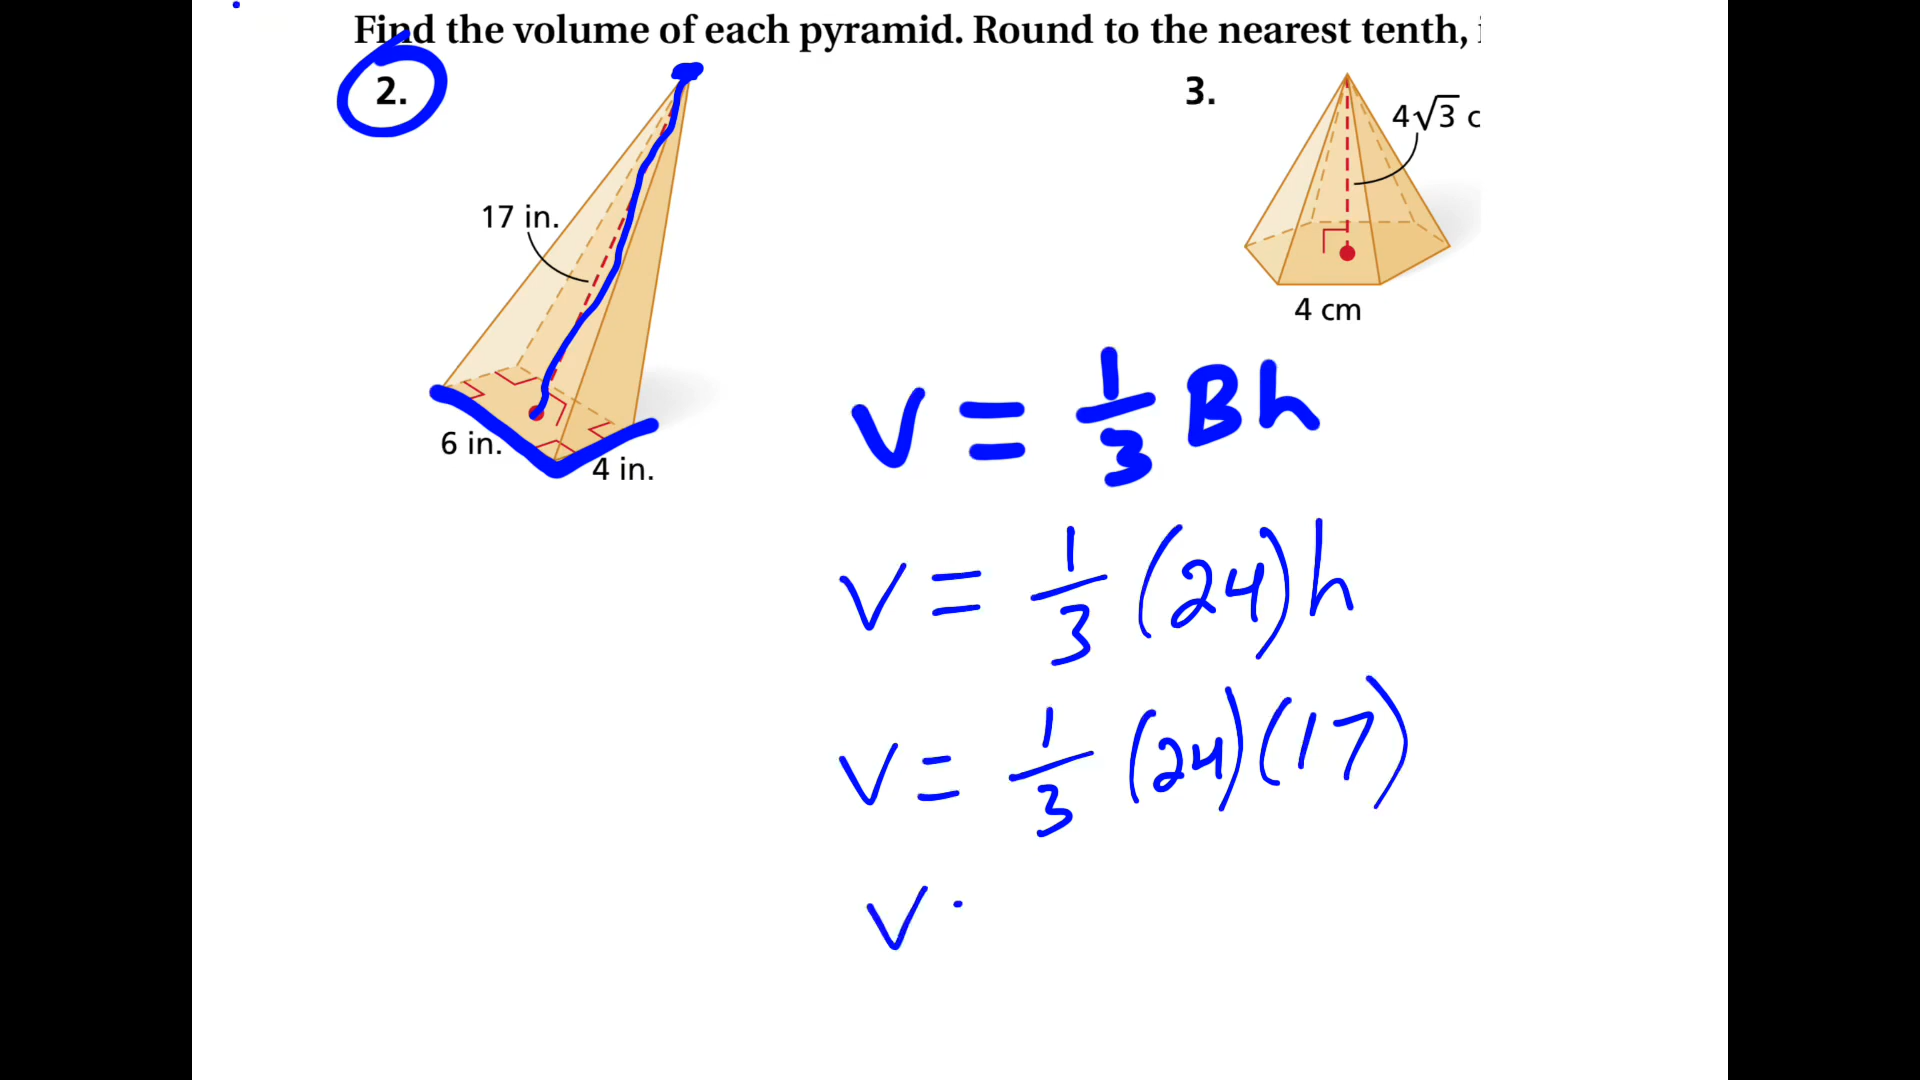 Find the volume of each pyramid. Round to the nearest tenth,
2.
3.
4√3 c
17 in.
4 cm
6 in.
4 in.
V = 1/3 Bh
V = 1/3 (24)h
V = 1/3 (24)(17)
V